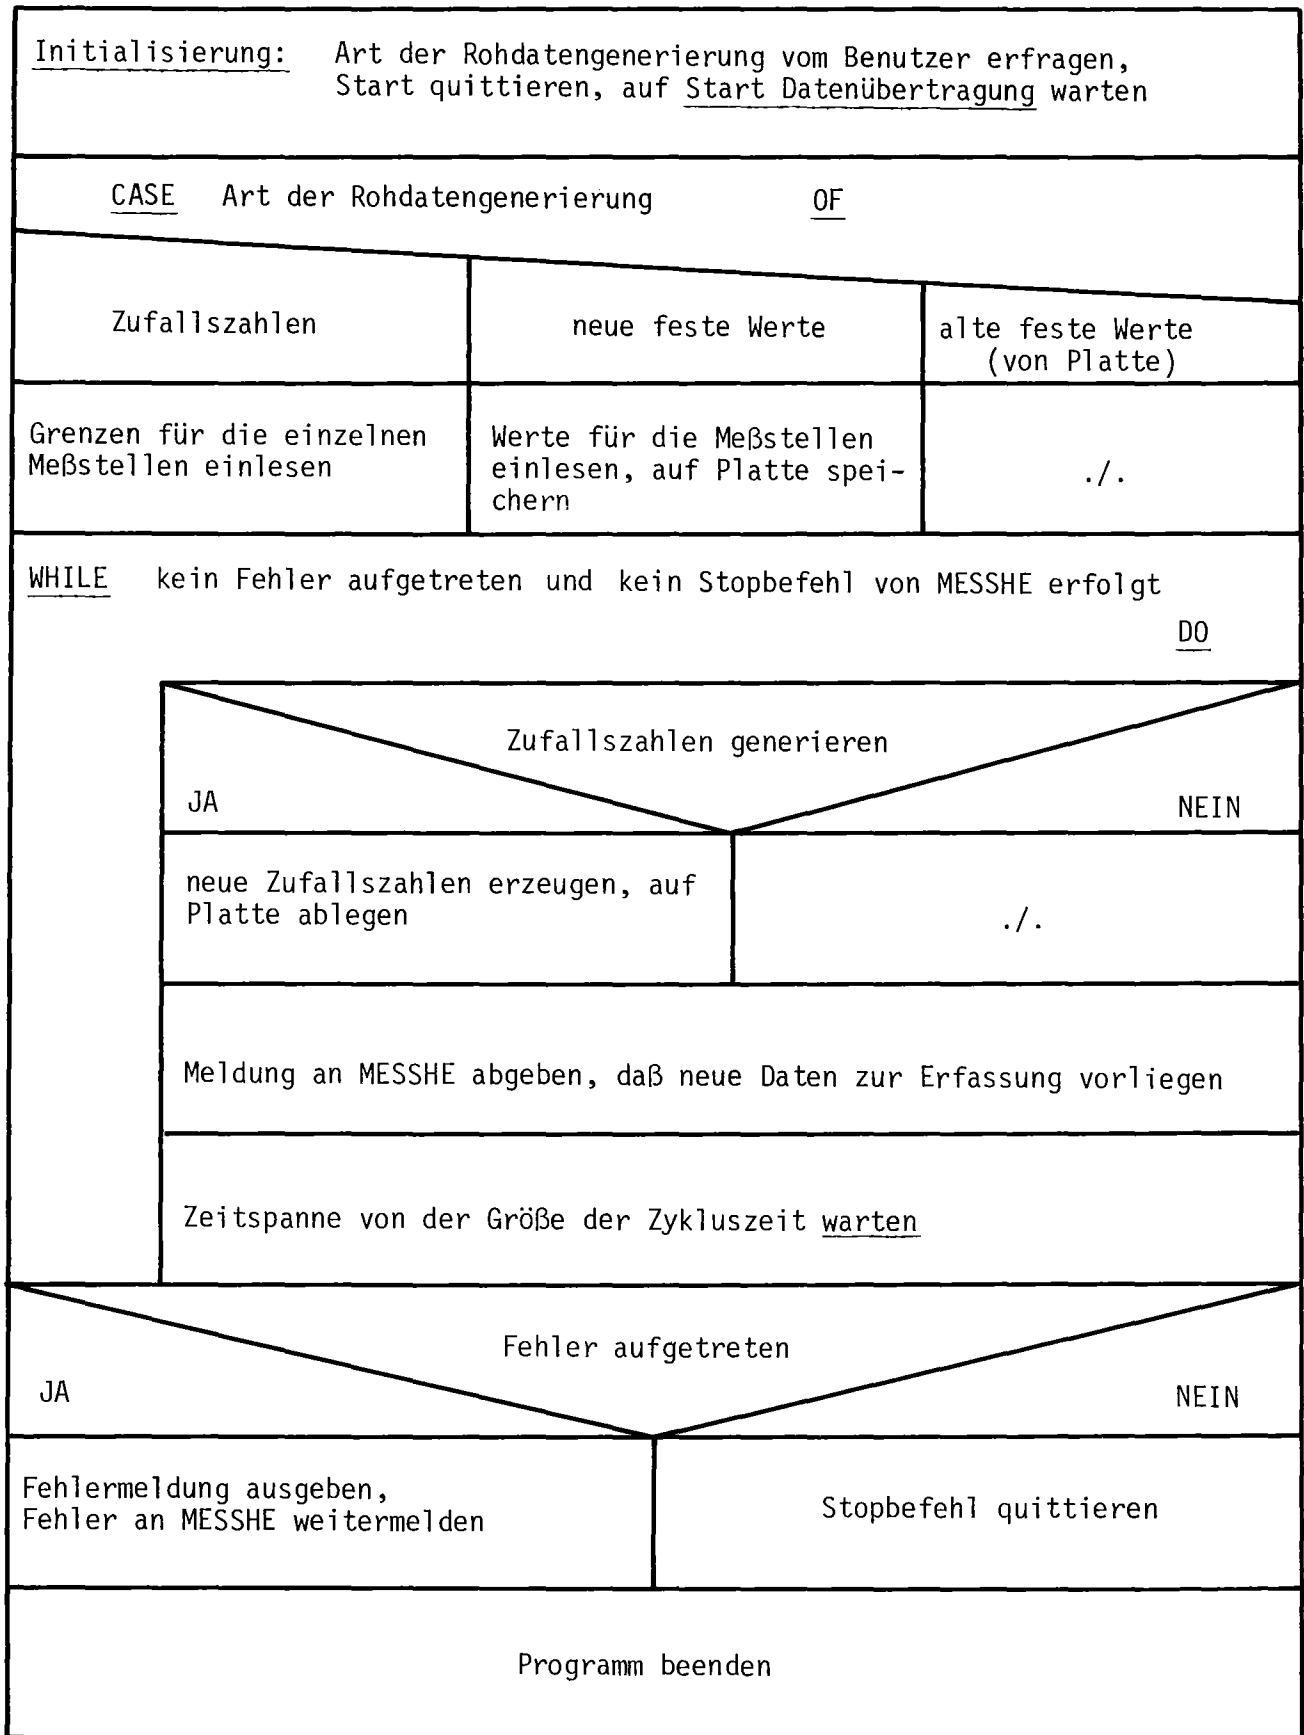 Initialisierung: Art der Rohdatengenerierung vom Benutzer erfragen,
Start quittieren, auf Start Datenübertragung warten
CASE Art der Rohdatengenerierung OF
Zufallszahlen
neue feste Werte
alte feste Werte
(von Platte)
Grenzen für die einzelnen
Meßstellen einlesen
Werte für die Meßstellen
einlesen, auf Platte spei-
chern
./.
WHILE kein Fehler aufgetreten und kein Stopbefehl von MESSHE erfolgt
DO
Zufallszahlen generieren
JA
NEIN
neue Zufallszahlen erzeugen, auf
Platte ablegen
./.
Meldung an MESSHE abgeben, daß neue Daten zur Erfassung vorliegen
Zeitspanne von der Größe der Zykluszeit warten
Fehler aufgetreten
JA
NEIN
Fehlermeldung ausgeben,
Fehler an MESSHE weitermelden
Stopbefehl quittieren
Programm beenden